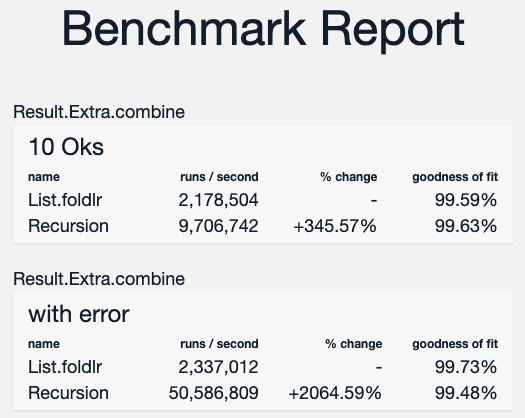 Benchmark Report
Result.Extra.combine
10 Oks
name runs / second % change goodness of fit
List.foldlr 2,178,504 - 99.59%
Recursion 9,706,742 +345.57% 99.63%
Result.Extra.combine
with error
name runs / second % change goodness of fit
List.foldlr 2,337,012 - 99.73%
Recursion 50,586,809 +2064.59% 99.48%